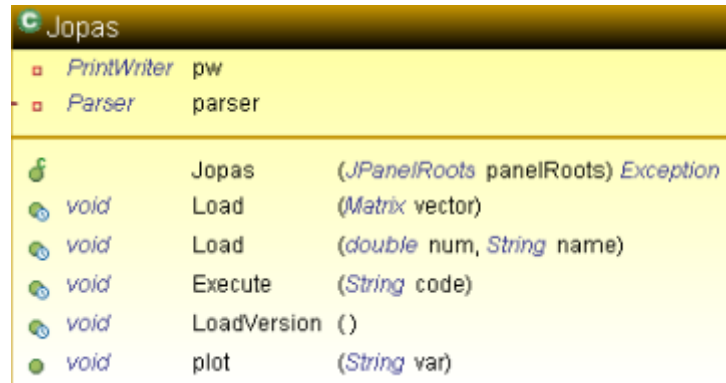 C Jopas
PrintWriter pw
Parser parser
Jopas (JPanelRoots panelRoots) Exception
void Load (Matrix vector)
void Load (double num, String name)
void Execute (String code)
void LoadVersion ()
void plot (String var)